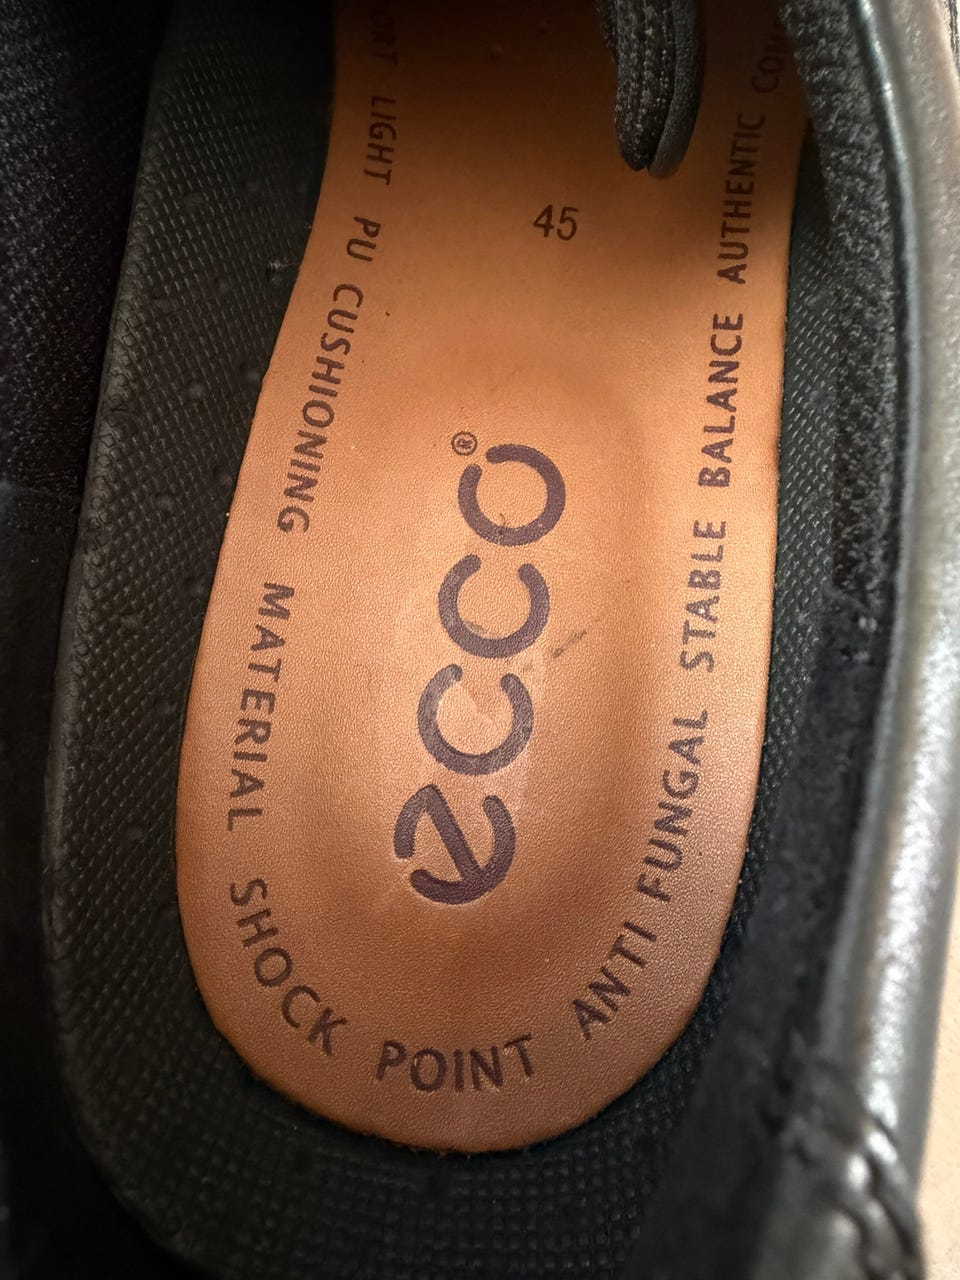 45
ecco®
LIGHT PU CUSHIONING MATERIAL SHOCK POINT ANTI FUNGAL STABLE BALANCE AUTHENTIC